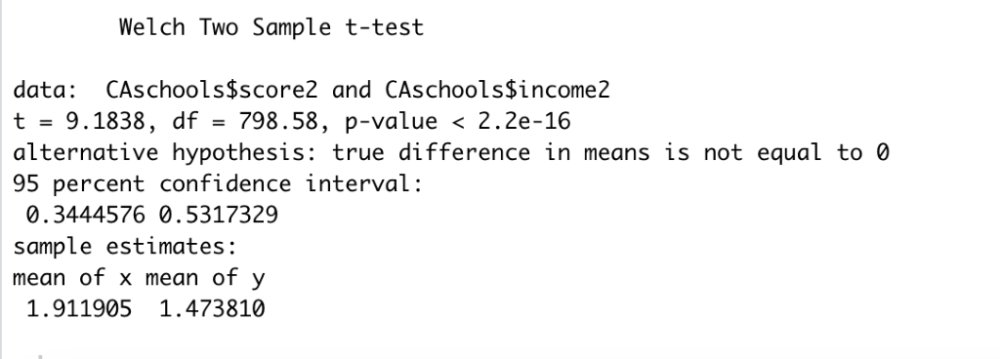 Welch Two Sample t-test
data:  CAschools$score2 and CAschools$income2
t = 9.1838, df = 798.58, p-value < 2.2e-16
alternative hypothesis: true difference in means is not equal to 0
95 percent confidence interval:
0.3444576 0.5317329
sample estimates:
mean of x mean of y
1.911905  1.473810